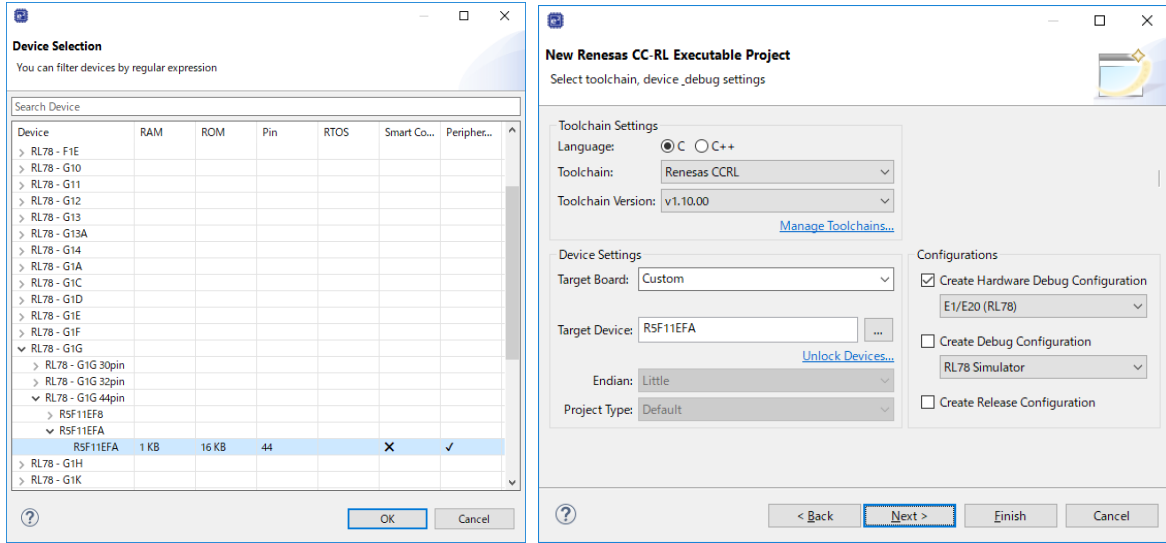 Device Selection
You can filter devices by regular expression
Search Device
Device RAM ROM Pin RTOS Smart Co... Peripher...
RL78 - F1E
RL78 - G10
RL78 - G11
RL78 - G12
RL78 - G13
RL78 - G13A
RL78 - G14
RL78 - G1A
RL78 - G1C
RL78 - G1D
RL78 - G1E
RL78 - G1F
RL78 - G1G
RL78 - G1G 30pin
RL78 - G1G 32pin
RL78 - G1G 44pin
R5F11EF8
R5F11EFA
R5F11EFA 1 KB 16 KB 44
RL78 - G1H
RL78 - G1K
OK Cancel
New Renesas CC-RL Executable Project
Select toolchain, device ,debug settings
Toolchain Settings
Language: C C++
Toolchain: Renesas CCRL
Toolchain Version: v1.10.00
Manage Toolchains...
Device Settings
Target Board: Custom
Target Device: R5F11EFA ...
Unlock Devices...
Endian: Little
Project Type: Default
Configurations
Create Hardware Debug Configuration
E1/E20 (RL78)
Create Debug Configuration
RL78 Simulator
Create Release Configuration
< Back Next > Finish Cancel